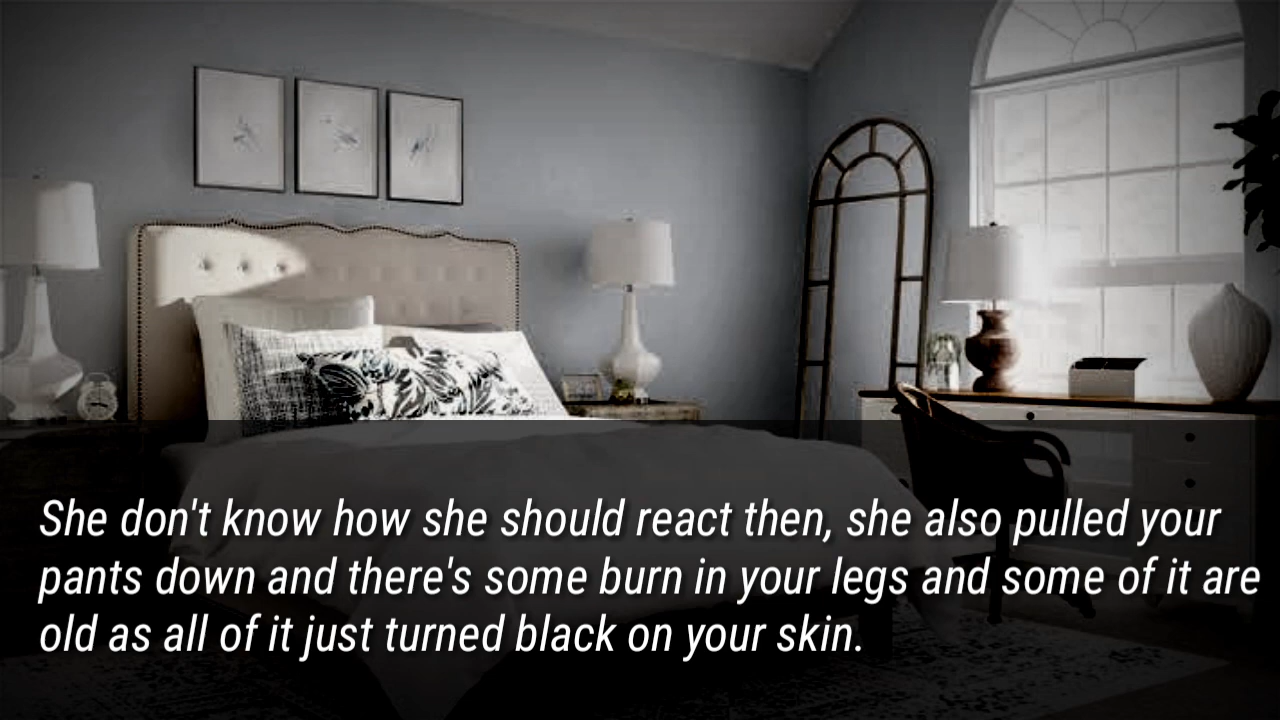 She don't know how she should react then, she also pulled your
pants down and there's some burn in your legs and some of it are
old as all of it just turned black on your skin.